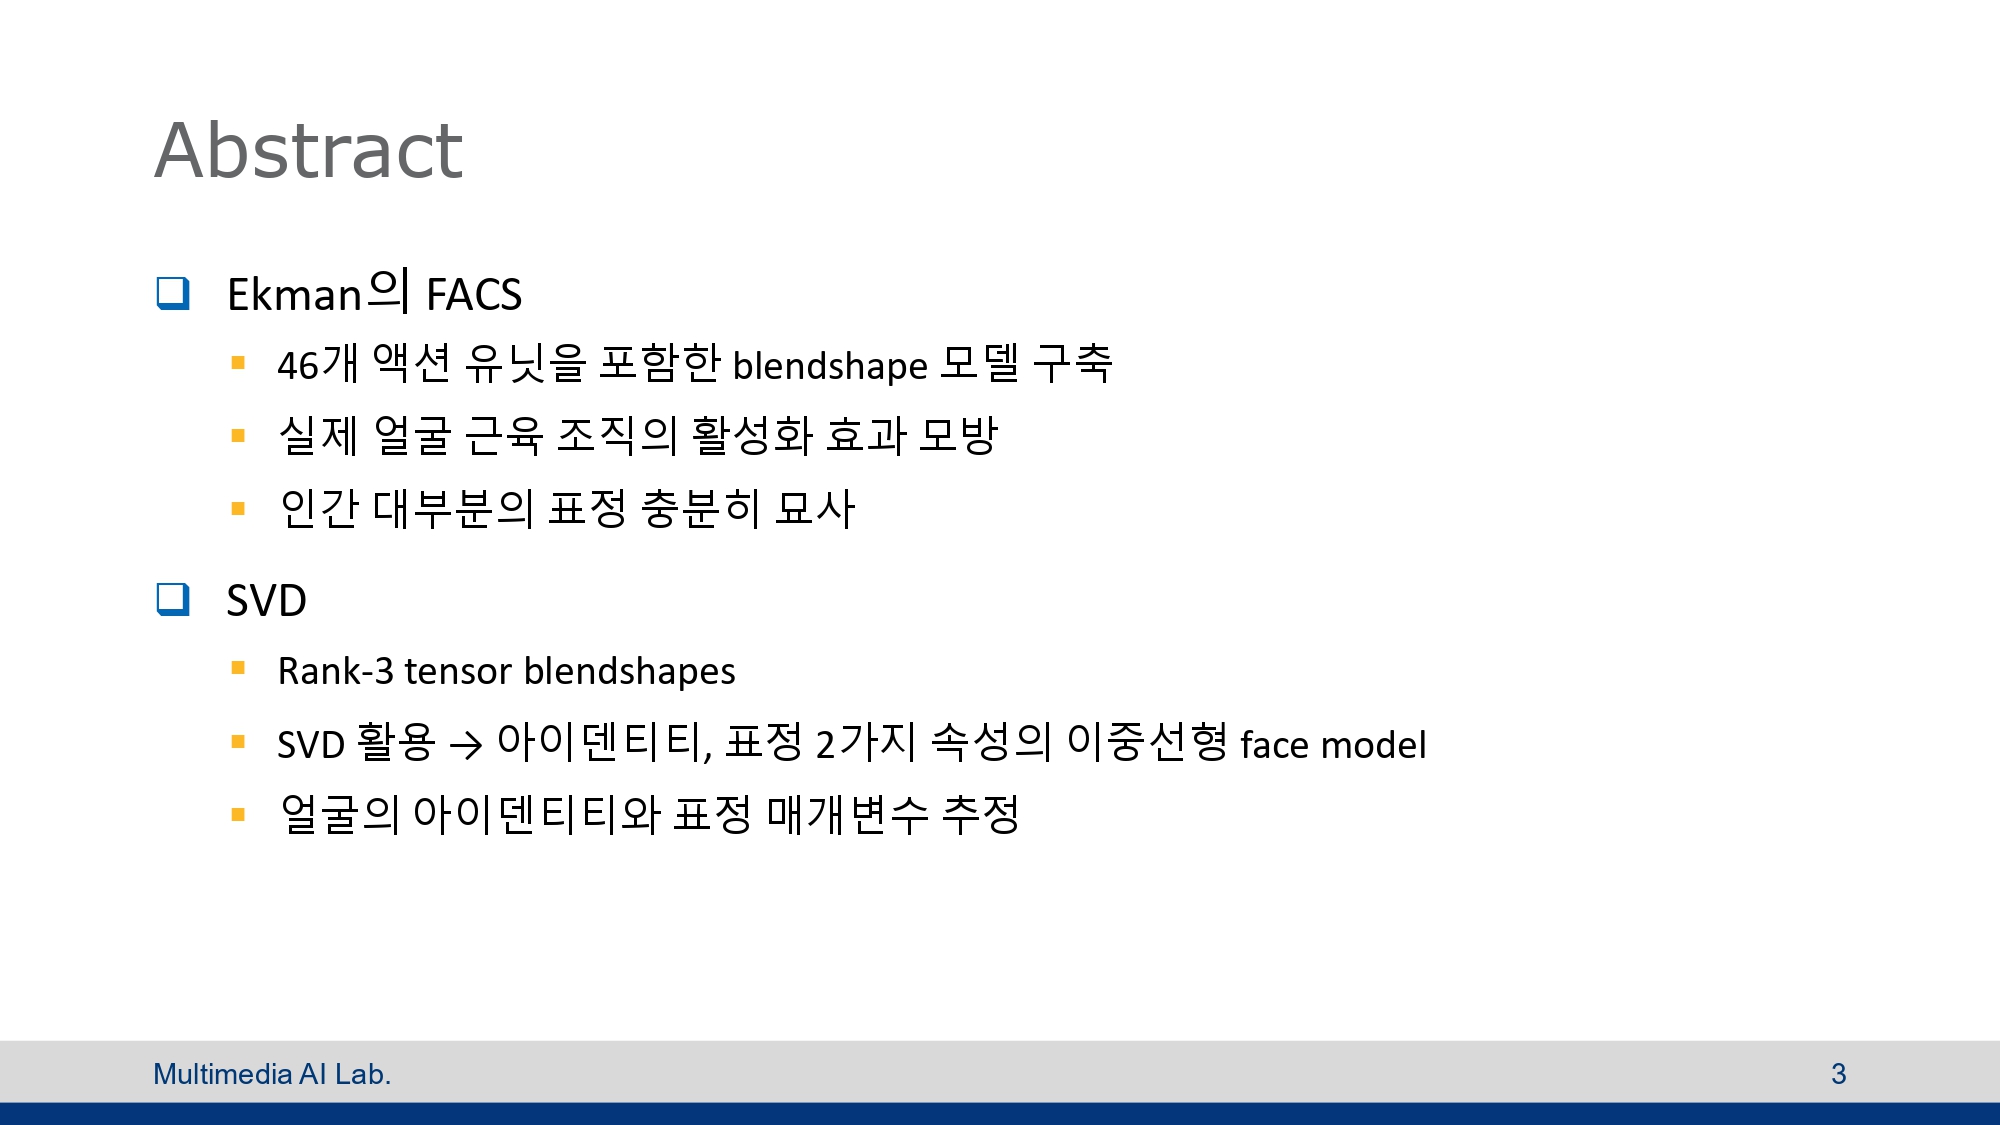 Abstract
Ekman의 FACS
46개 액션 유닛을 포함한 blendshape 모델 구축
실제 얼굴 근육 조직의 활성화 효과 모방
인간 대부분의 표정 충분히 묘사
SVD
Rank-3 tensor blendshapes
SVD 활용 → 아이덴티티, 표정 2가지 속성의 이중선형 face model
얼굴의 아이덴티티와 표정 매개변수 추정
Multimedia AI Lab.
3